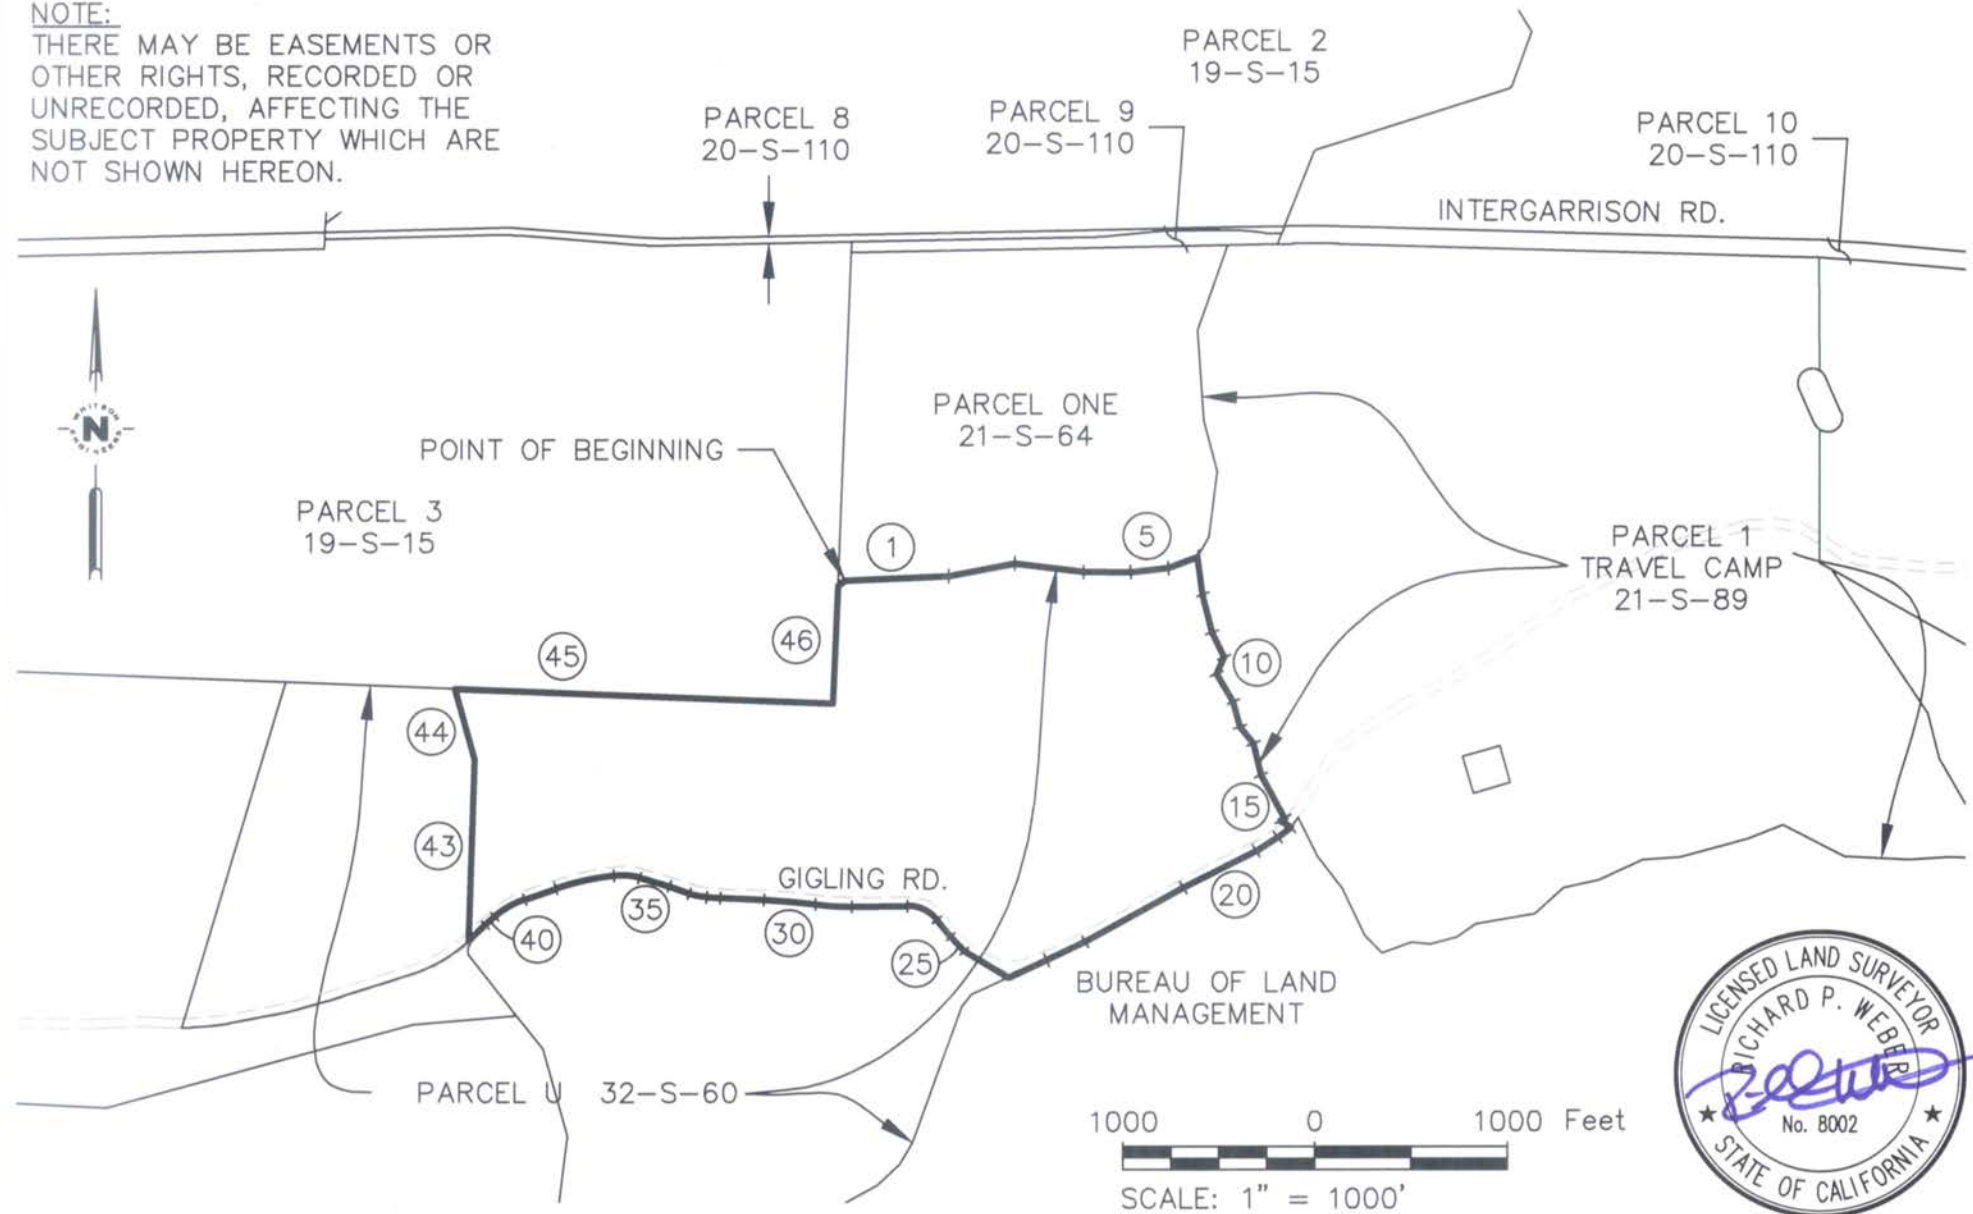 NOTE:
THERE MAY BE EASEMENTS OR
OTHER RIGHTS, RECORDED OR
UNRECORDED, AFFECTING THE
SUBJECT PROPERTY WHICH ARE
NOT SHOWN HEREON.
PARCEL 2
19-S-15
PARCEL 8
20-S-110
PARCEL 9
20-S-110
PARCEL 10
20-S-110
INTERGARRISON RD.
WHITSON
N
ENGINEERS
PARCEL ONE
21-S-64
POINT OF BEGINNING
PARCEL 3
19-S-15
1
5
PARCEL 1
TRAVEL CAMP
21-S-89
46
45
10
44
15
43
GIGLING RD.
20
35
30
40
25
BUREAU OF LAND
MANAGEMENT
PARCEL U 32-S-60
1000 0 1000 Feet
SCALE: 1" = 1000'
LICENSED LAND SURVEYOR
RICHARD P. WEBER
No. 8002
STATE OF CALIFORNIA